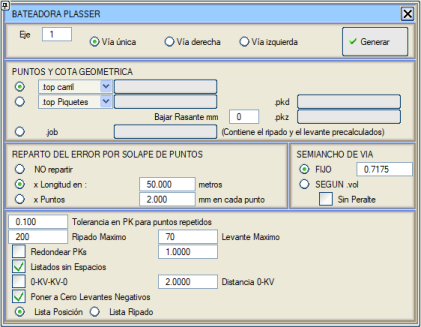 BATEADORA PLASSER
Eje 1 Vía única Vía derecha Vía izquierda Generar
PUNTOS Y COTA GEOMETRICA
.top carril
.top Piquetes .pkd
Bajar Rasante mm 0 .pkz
.job (Contiene el ripado y el levante precalculados)
REPARTO DEL ERROR POR SOLAPE DE PUNTOS
NO repartir
x Longitud en : 50.000 metros
x Puntos 2.000 mm en cada punto
SEMIANCHO DE VIA
FIJO 0.7175
SEGUN .vol
Sin Peralte
0.100 Tolerancia en PK para puntos repetidos
200 Ripado Maximo 70 Levante Maximo
Redondear PKs 1.0000
Listados sin Espacios
0-KV-KV-0 2.0000 Distancia 0-KV
Poner a Cero Levantes Negativos
Lista Posición Lista Ripado